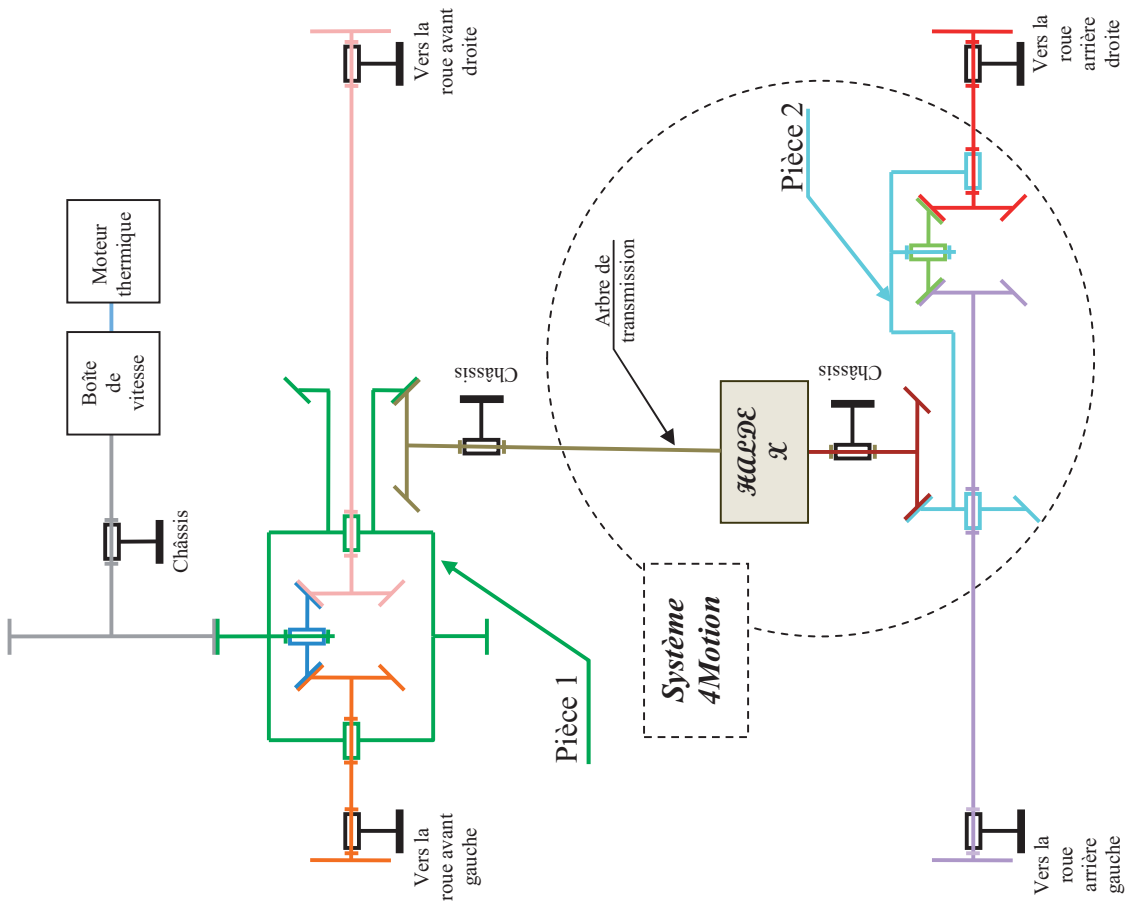 Moteur
thermique
Boîte
de
vitesse
Châssis
Vers la
roue avant
droite
Vers la
roue avant
gauche
Pièce 1
Châssis
Arbre de
transmission
Système
4Motion
HALDE
X
Châssis
Pièce 2
Vers la
roue
arrière
droite
Vers la
roue
arrière
gauche